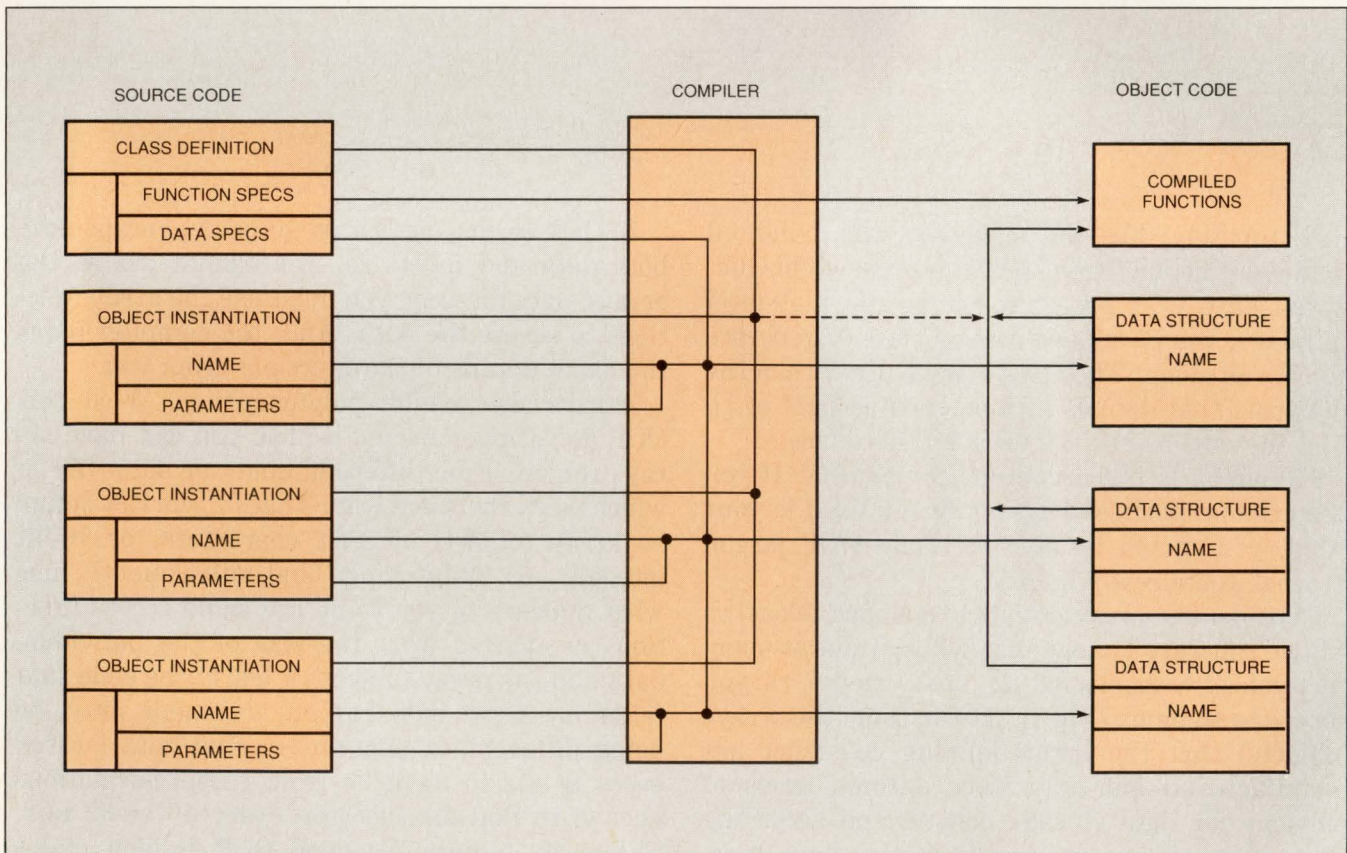 SOURCE CODE
CLASS DEFINITION
FUNCTION SPECS
DATA SPECS
OBJECT INSTANTIATION
NAME
PARAMETERS
OBJECT INSTANTIATION
NAME
PARAMETERS
OBJECT INSTANTIATION
NAME
PARAMETERS
COMPILER
OBJECT CODE
COMPILED
FUNCTIONS
DATA STRUCTURE
NAME
DATA STRUCTURE
NAME
DATA STRUCTURE
NAME